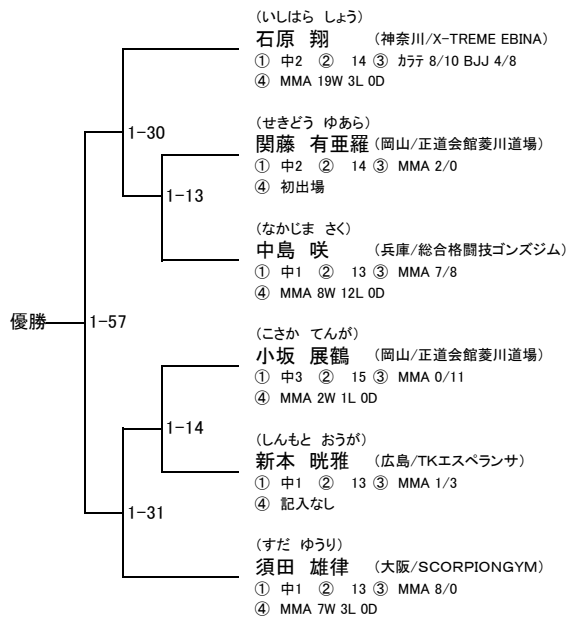 (いしはら　しょう)
石原　翔　　(神奈川/X-TREME EBINA)
①　中2　②　14　③　ｶﾗﾃ 8/10 BJJ 4/8
④　MMA 19W 3L 0D
1-30
(せきどう　ゆあら)
関藤　有亜羅 (岡山/正道会館菱川道場)
①　中2　②　14　③　MMA 2/0
④　初出場
1-13
(なかじま　さく)
中島　咲　　(兵庫/総合格闘技ゴンズジム)
①　中1　②　13　③　MMA 7/8
④　MMA 8W 12L 0D
優勝
1-57
(こさか　てんが)
小坂　展鶴　(岡山/正道会館菱川道場)
①　中3　②　15　③　MMA 0/11
④　MMA 2W 1L 0D
1-14
(しんもと　おうが)
新本　晄雅　(広島/TKエスペランサ)
①　中1　②　13　③　MMA 1/3
④　記入なし
1-31
(すだ　ゆうり)
須田　雄律　(大阪/SCORPIONGYM)
①　中1　②　13　③　MMA 8/0
④　MMA 7W 3L 0D